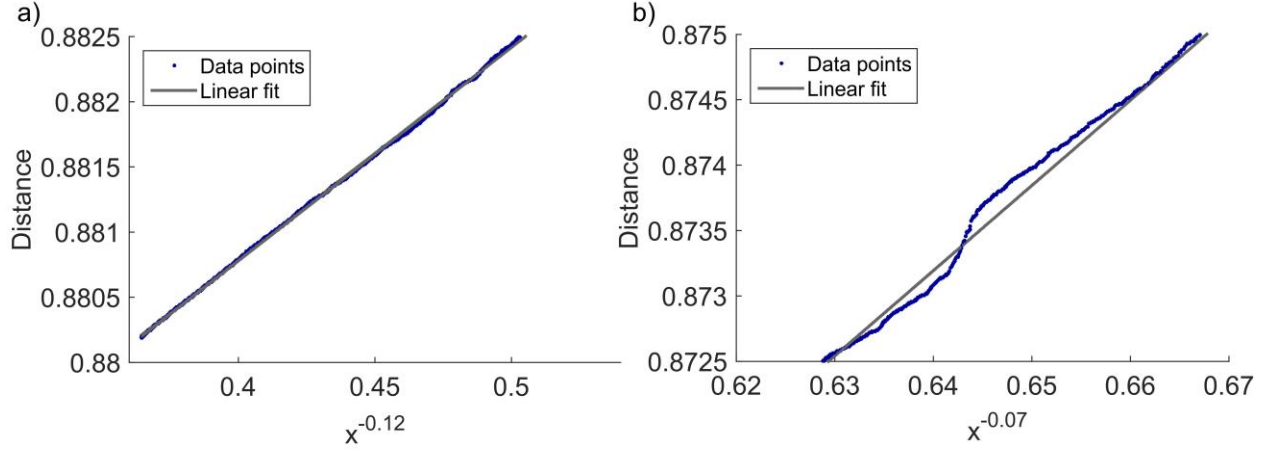 a)
0.8825
0.882
0.8815
0.881
0.8805
0.88
Distance
Data points
Linear fit
0.4 0.45 0.5
x^-0.12
b)
0.875
0.8745
0.874
0.8735
0.873
0.8725
Distance
Data points
Linear fit
0.62 0.63 0.64 0.65 0.66 0.67
x^-0.07